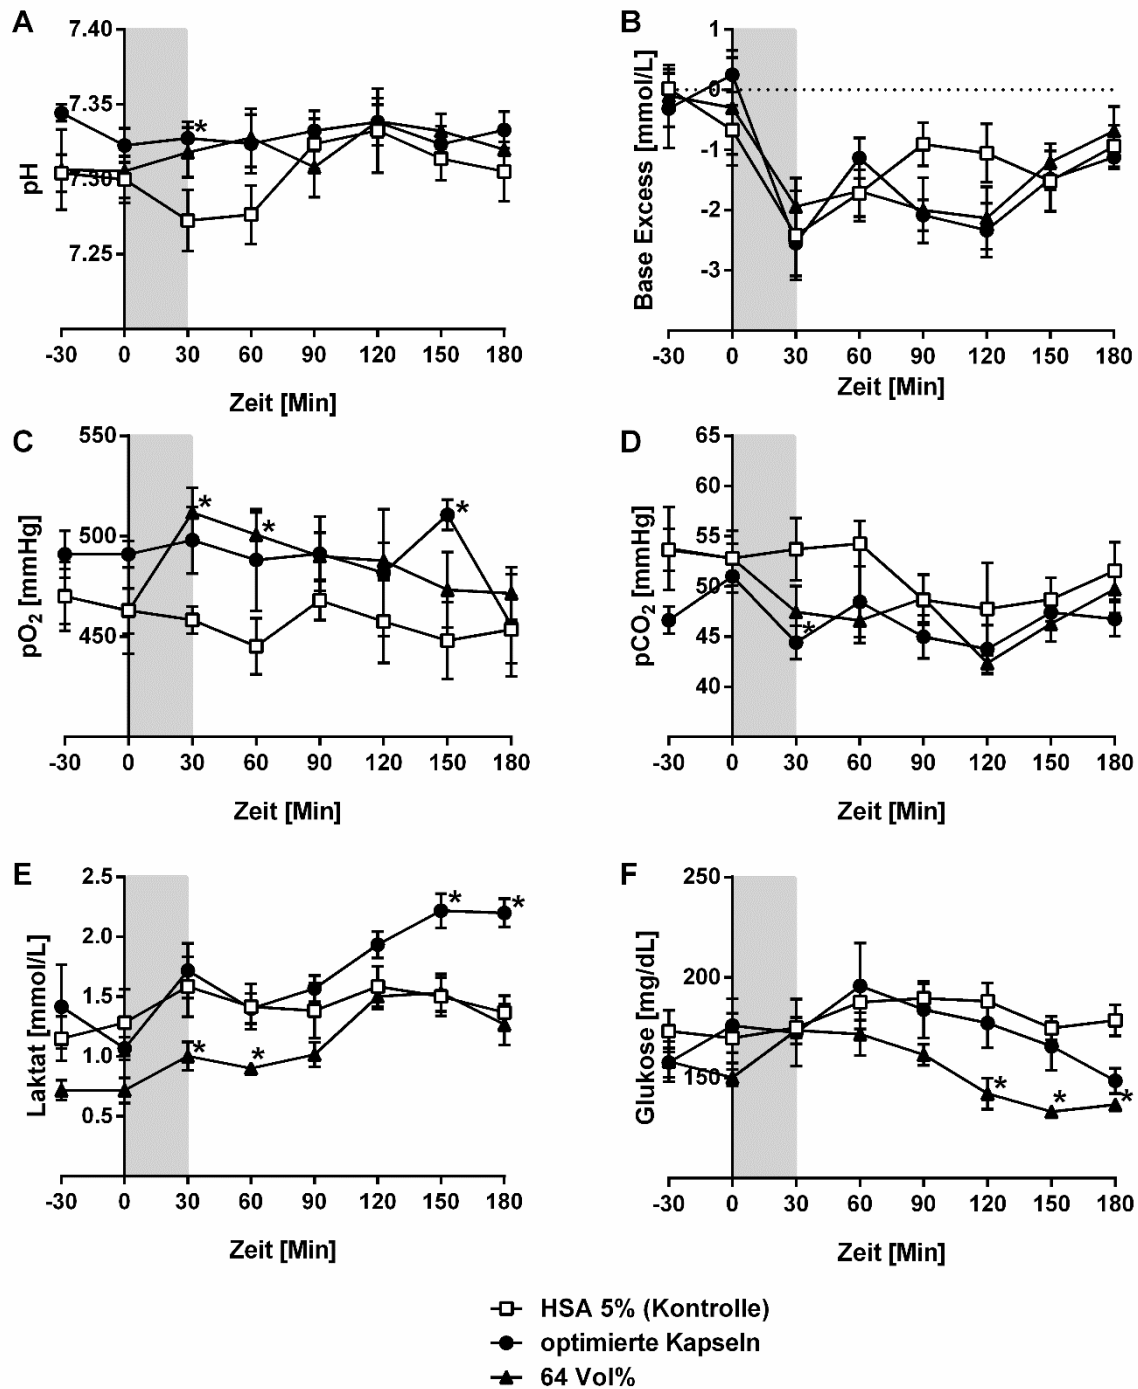 A
pH
7.40
7.35
7.30
7.25
*
-30 0 30 60 90 120 150 180
Zeit [Min]
B
Base Excess [mmol/L]
1
0
-1
-2
-3
-30 0 30 60 90 120 150 180
Zeit [Min]
C
pO2 [mmHg]
550
500
450
* * *
-30 0 30 60 90 120 150 180
Zeit [Min]
D
pCO2 [mmHg]
65
60
55
50
45
40
*
-30 0 30 60 90 120 150 180
Zeit [Min]
E
Laktat [mmol/L]
2.5
2.0
1.5
1.0
0.5
* * * *
-30 0 30 60 90 120 150 180
Zeit [Min]
F
Glukose [mg/dL]
250
200
150
* * *
-30 0 30 60 90 120 150 180
Zeit [Min]
HSA 5% (Kontrolle)
optimierte Kapseln
64 Vol%